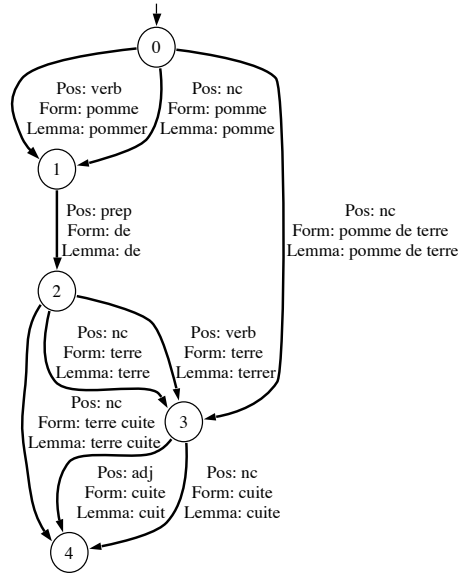 0
Pos: verb
Form: pomme
Lemma: pommer
Pos: nc
Form: pomme
Lemma: pomme
Pos: nc
Form: pomme de terre
Lemma: pomme de terre
1
Pos: prep
Form: de
Lemma: de
2
Pos: nc
Form: terre
Lemma: terre
Pos: verb
Form: terre
Lemma: terrer
Pos: nc
Form: terre cuite
Lemma: terre cuite
3
Pos: adj
Form: cuite
Lemma: cuit
Pos: nc
Form: cuite
Lemma: cuite
4